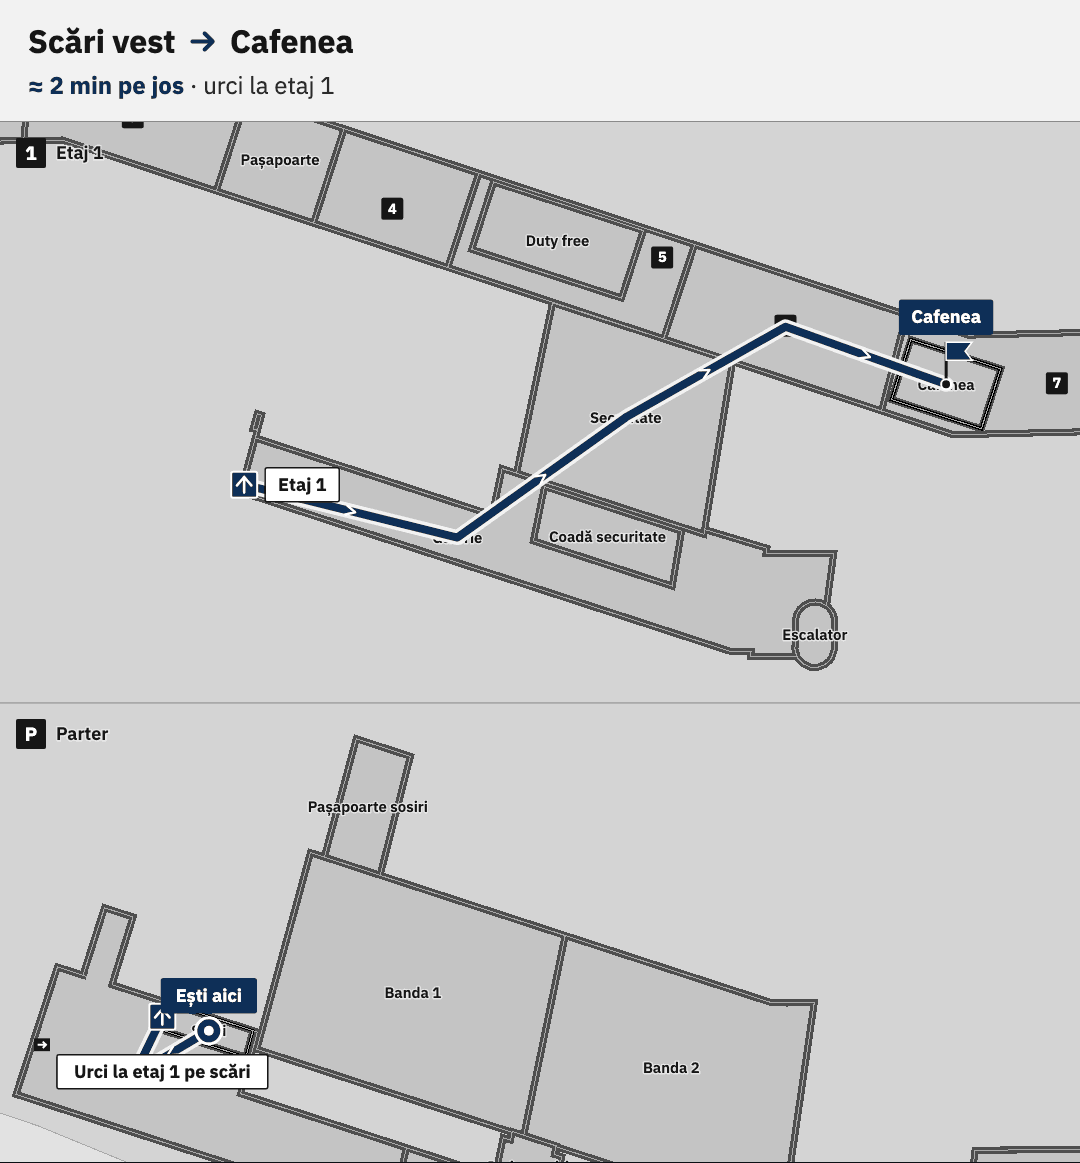 Scări vest → Cafenea
≈ 2 min pe jos · urci la etaj 1
1 Etaj 1
Pașapoarte
4
Duty free
5
Cafenea
7
Etaj 1
Coadă securitate
Escalator
P Parter
Pașapoarte sosiri
Banda 1
Ești aici
Banda 2
Urci la etaj 1 pe scări